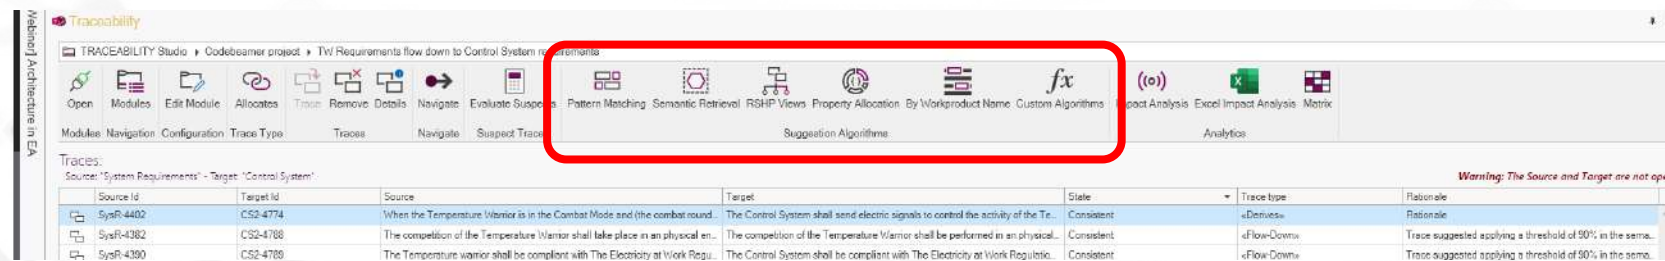 Webinar] Architecture in EA
Traceability
TRACEABILITY Studio Codebeamer project TW Requirements flow down to Control System requirements
Open Modules Edit Module Allocates Trace Remove Details Navigate Evaluate Suspects Pattern Matching Semantic Retrieval RSHP Views Property Allocation By Workproduct Name Custom Algorithms Impact Analysis Excel Impact Analysis Matrix
Modules Navigation Configuration Trace Type Traces Navigate Suspect Trace Suggestion Algorithms Analytics
Traces:
Source: "System Requirements" - Target: "Control System"
Warning: The Source and Target are not ope
Source Id Target Id Source Target State Trace type Rationale
SysR-4402 CS2-4774 When the Temperature Warrior is in the Combat Mode and (the combat round... The Control System shall send electric signals to control the activity of the Te... Consistent «Derives» Rationale
SysR-4382 CS2-4788 The competition of the Temperature Warrior shall take place in an physical en... The competition of the Temperature Warrior shall be performed in an physical... Consistent «Flow-Down» Trace suggested applying a threshold of 90% in the sema...
SysR-4390 CS2-4789 The Temperature warrior shall be compliant with The Electricity at Work Regu... The Control System shall be compliant with The Electricity at Work Regulatio... Consistent «Flow-Down» Trace suggested applying a threshold of 90% in the sema...